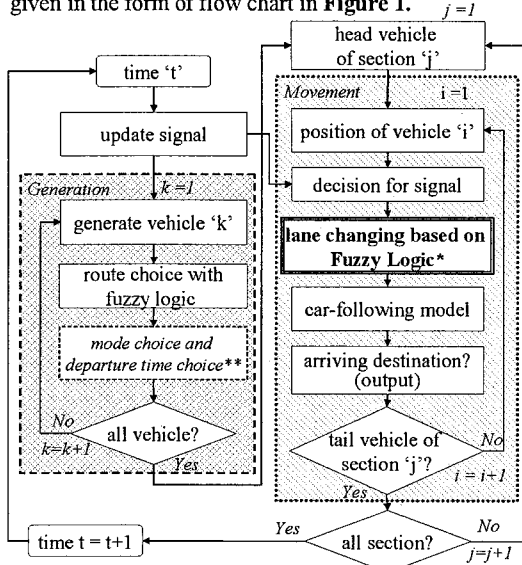 given in the form of flow chart in Figure 1.
j =1
head vehicle
of section ‘j’
time ‘t’
update signal
Generation
k =1
generate vehicle ‘k’
route choice with
fuzzy logic
mode choice and
departure time choice**
No
all vehicle?
k=k+1
Yes
Movement
i =1
position of vehicle ‘i’
decision for signal
lane changing based on
Fuzzy Logic*
car-following model
arriving destination?
(output)
tail vehicle of
section ‘j’?
No
i = i+1
Yes
time t = t+1
Yes
all section?
No
j=j+1